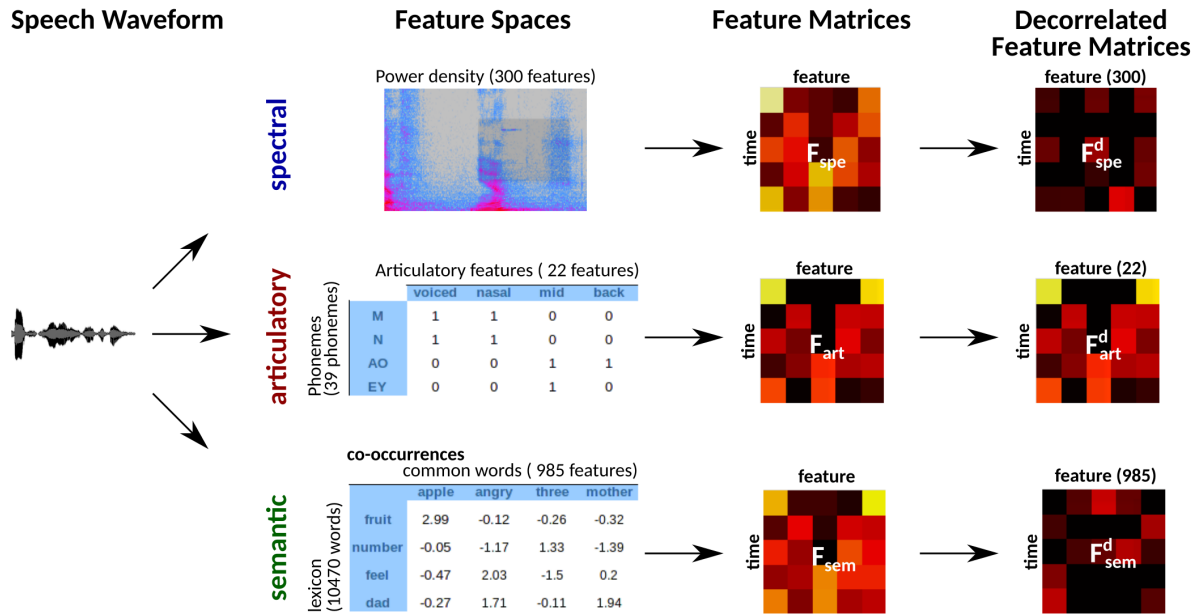 Speech Waveform
Feature Spaces
Feature Matrices
Decorrelated
Feature Matrices
spectral
Power density (300 features)
feature
time
F spe
feature (300)
time
F d spe
articulatory
Articulatory features ( 22 features)
Phonemes
(39 phonemes)
voiced nasal mid back
M 1 1 0 0
N 1 1 0 0
AO 0 0 1 1
EY 0 0 1 0
feature
time
F art
feature (22)
time
F d art
semantic
co-occurrences
common words ( 985 features)
lexicon
(10470 words)
apple angry three mother
fruit 2.99 -0.12 -0.26 -0.32
number -0.05 -1.17 1.33 -1.39
feel -0.47 2.03 -1.5 0.2
dad -0.27 1.71 -0.11 1.94
feature
time
F sem
feature (985)
time
F d sem